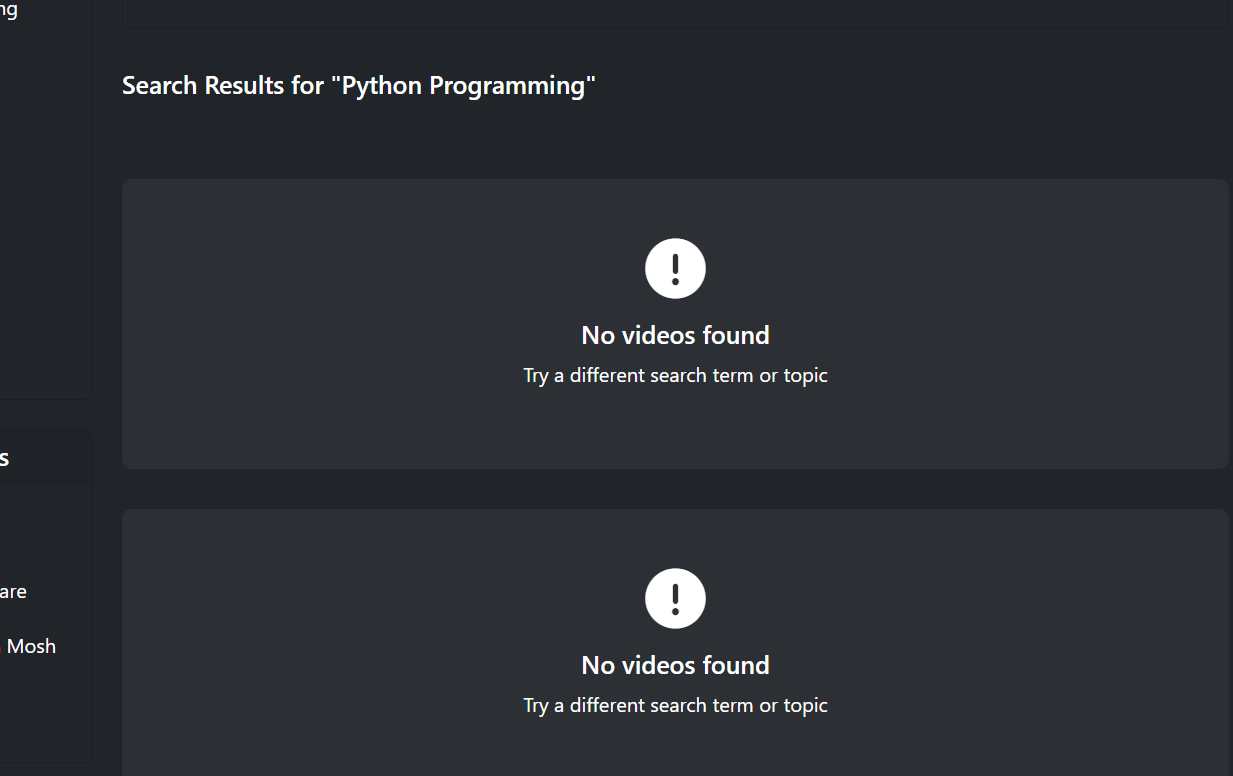 ng
Search Results for "Python Programming"
No videos found
Try a different search term or topic
s
are
Mosh
No videos found
Try a different search term or topic